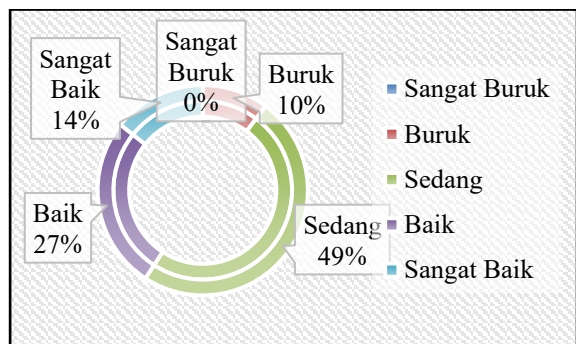 Sangat
Buruk
0%
Buruk
10%
Sedang
49%
Baik
27%
Sangat
Baik
14%
Sangat Buruk
Buruk
Sedang
Baik
Sangat Baik